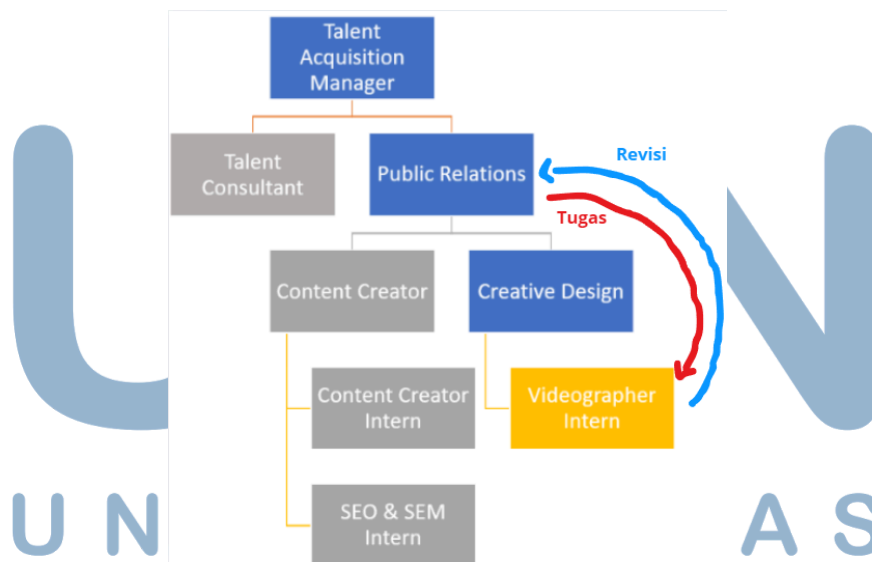 Talent
Acquisition
Manager
Talent
Consultant
Public Relations
Revisi
Tugas
Content Creator
Creative Design
Content Creator
Intern
Videographer
Intern
SEO & SEM
Intern
U N
U N
A S